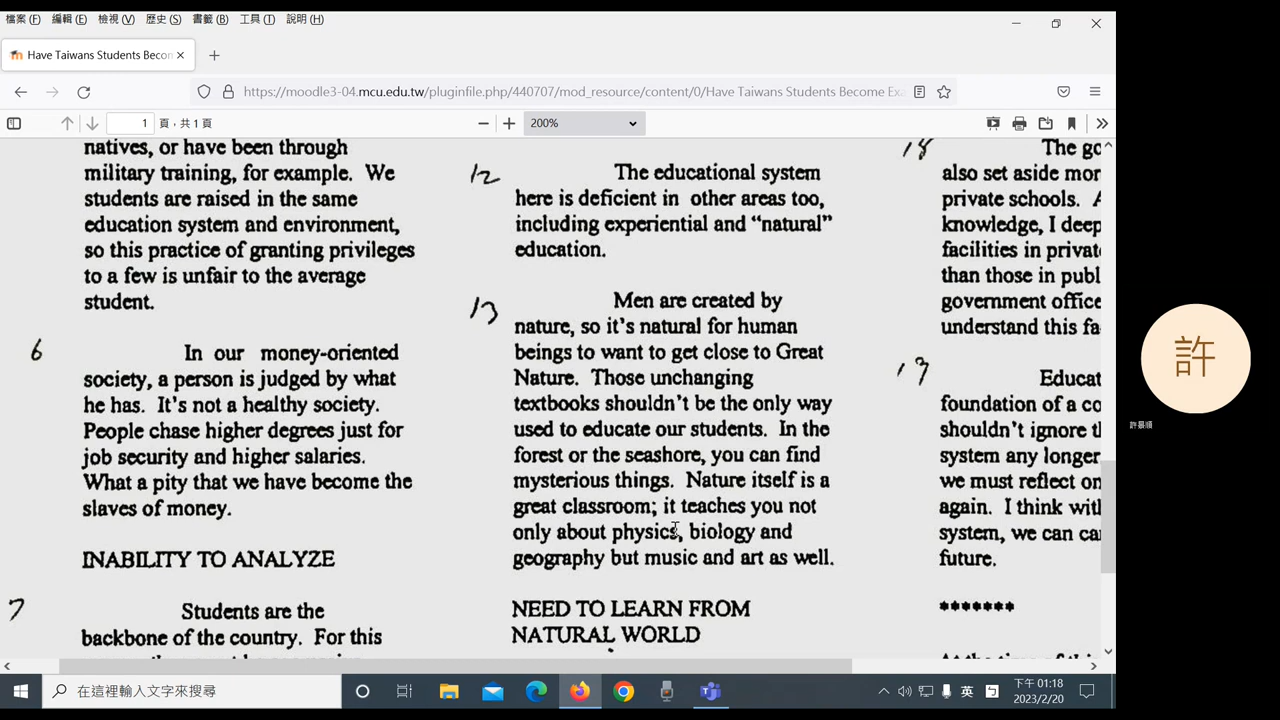 檔案(F) 編輯(E) 檢視(V) 歷史(S) 書籤(B) 工具(T) 說明(H)
Have Taiwans Students Becom
https://moodle3-04.mcu.edu.tw/pluginfile.php/440707/mod_resource/content/0/Have Taiwans Students Become Exa
1 頁，共 1 頁
200%
natives, or have been through
military training, for example. We
students are raised in the same
education system and environment,
so this practice of granting privileges
to a few is unfair to the average
student.
6
In our money-oriented
society, a person is judged by what
he has. It's not a healthy society.
People chase higher degrees just for
job security and higher salaries.
What a pity that we have become the
slaves of money.
INABILITY TO ANALYZE
7
Students are the
backbone of the country. For this
12
The educational system
here is deficient in other areas too,
including experiential and “natural”
education.
13
Men are created by
nature, so it's natural for human
beings to want to get close to Great
Nature. Those unchanging
textbooks shouldn't be the only way
used to educate our students. In the
forest or the seashore, you can find
mysterious things. Nature itself is a
great classroom; it teaches you not
only about physics, biology and
geography but music and art as well.
NEED TO LEARN FROM
NATURAL WORLD
18
The go
also set aside mor
private schools. A
knowledge, I deep
facilities in privat
than those in publ
government office
understand this fa
19
Educat
foundation of a co
shouldn't ignore th
system any longer
we must reflect on
again. I think with
system, we can car
future.
*******
At the time of thi
許
許景順
在這裡輸入文字來搜尋
英
下午 01:18
2023/2/20